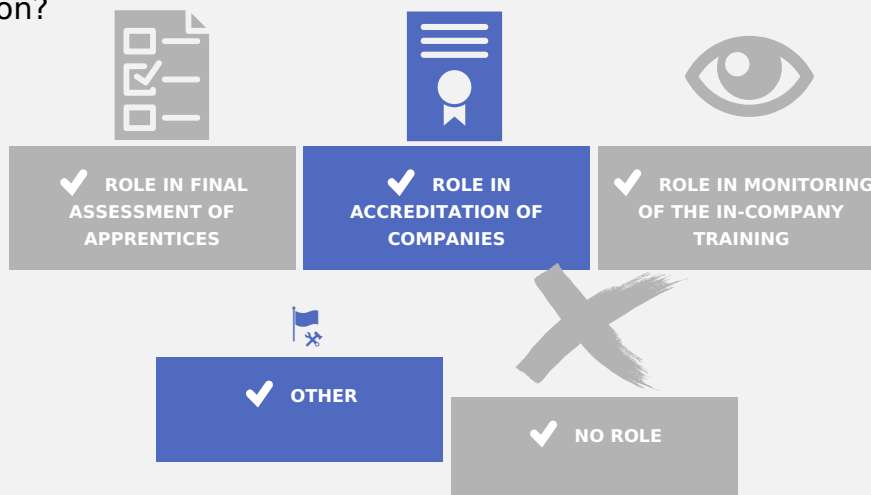 on?
ROLE IN FINAL
ASSESSMENT OF
APPRENTICES
ROLE IN
ACCREDITATION OF
COMPANIES
ROLE IN MONITORING
OF THE IN-COMPANY
TRAINING
OTHER
NO ROLE